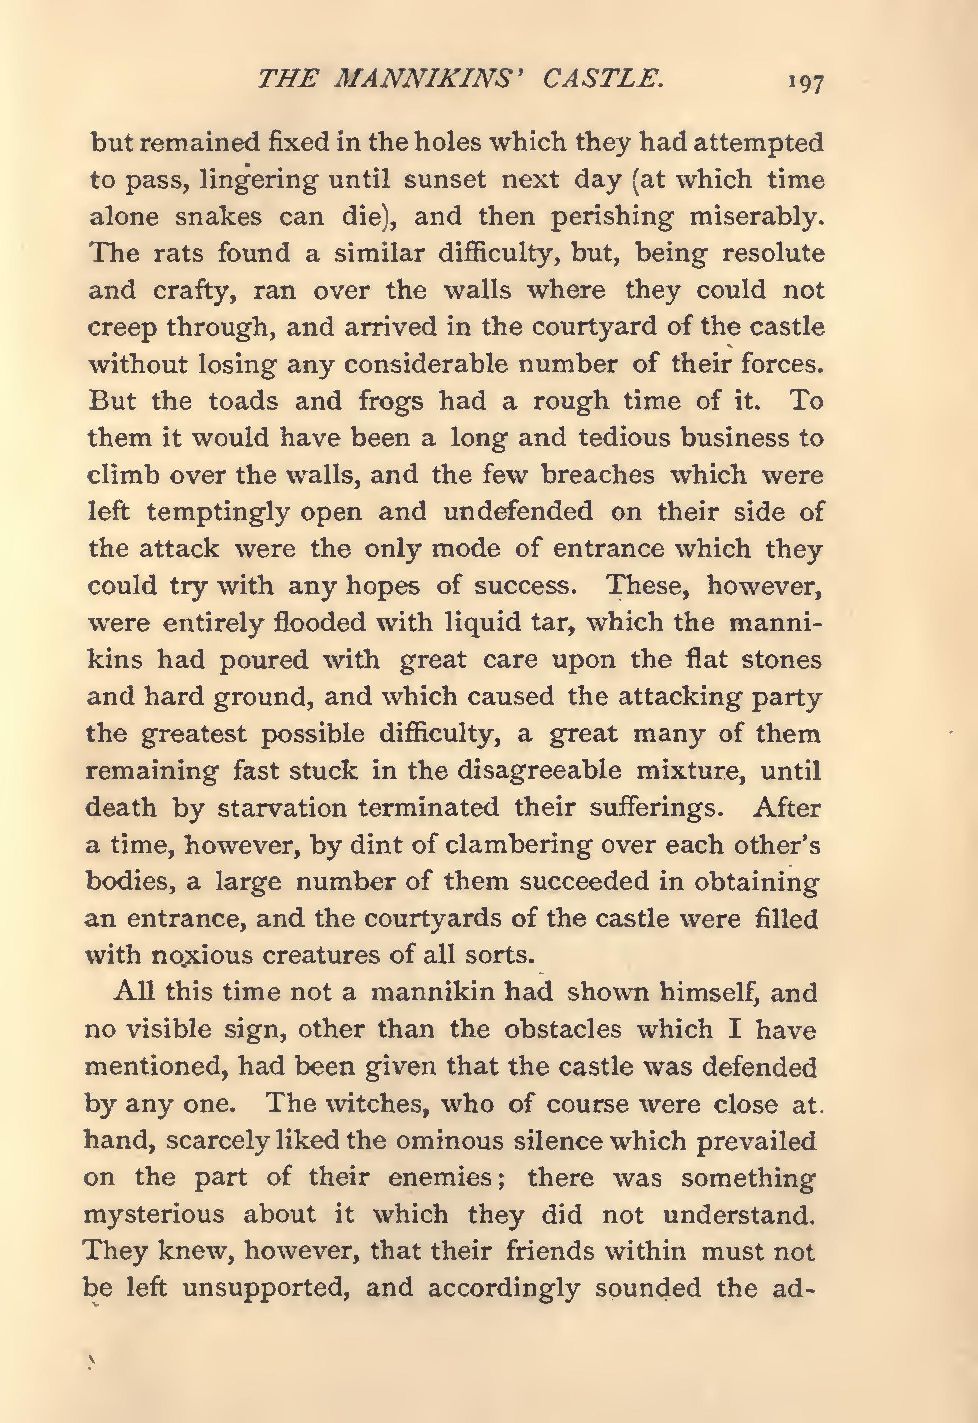 THE MANNIKINS' CASTLE. 197
but remained fixed in the holes which they had attempted
to pass, lingering until sunset next day (at which time
alone snakes can die), and then perishing miserably.
The rats found a similar difficulty, but, being resolute
and crafty, ran over the walls where they could not
creep through, and arrived in the courtyard of the castle
without losing any considerable number of their forces.
But the toads and frogs had a rough time of it. To
them it would have been a long and tedious business to
climb over the walls, and the few breaches which were
left temptingly open and undefended on their side of
the attack were the only mode of entrance which they
could try with any hopes of success. These, however,
were entirely flooded with liquid tar, which the manni-
kins had poured with great care upon the flat stones
and hard ground, and which caused the attacking party
the greatest possible difficulty, a great many of them
remaining fast stuck in the disagreeable mixture, until
death by starvation terminated their sufferings. After
a time, however, by dint of clambering over each other's
bodies, a large number of them succeeded in obtaining
an entrance, and the courtyards of the castle were filled
with noxious creatures of all sorts.
All this time not a mannikin had shown himself, and
no visible sign, other than the obstacles which I have
mentioned, had been given that the castle was defended
by any one. The witches, who of course were close at
hand, scarcely liked the ominous silence which prevailed
on the part of their enemies; there was something
mysterious about it which they did not understand.
They knew, however, that their friends within must not
be left unsupported, and accordingly sounded the ad-